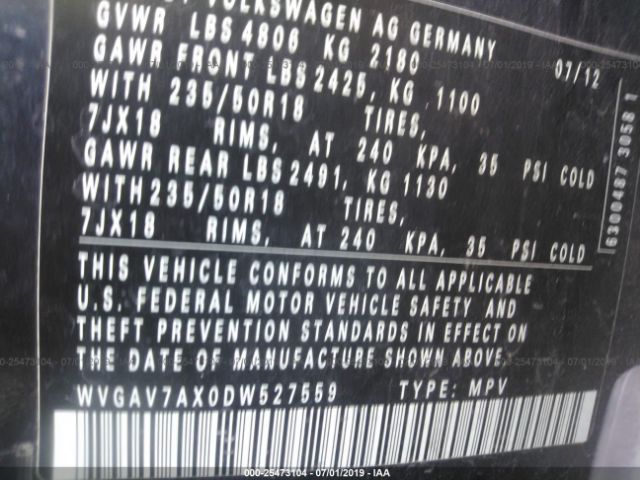 VOLKSWAGEN AG GERMANY
GVWR LBS 4806 KG 2180 07/12
GAWR FRONT LBS 2425, KG 1100
WITH 235/50R18 TIRES,
7JX18 RIMS, AT 240 KPA, 35 PSI COLD
GAWR REAR LBS 2491, KG 1130
WITH 235/50R18 TIRES,
7JX18 RIMS, AT 240 KPA, 35 PSI COLD
THIS VEHICLE CONFORMS TO ALL APPLICABLE
U.S. FEDERAL MOTOR VEHICLE SAFETY AND
THEFT PREVENTION STANDARDS IN EFFECT ON
THE DATE OF MANUFACTURE SHOWN ABOVE.
WVGAV7AX0DW527559 TYPE: MPV
6300487 3058 1
000-25473104 - 07/01/2019 - IAA